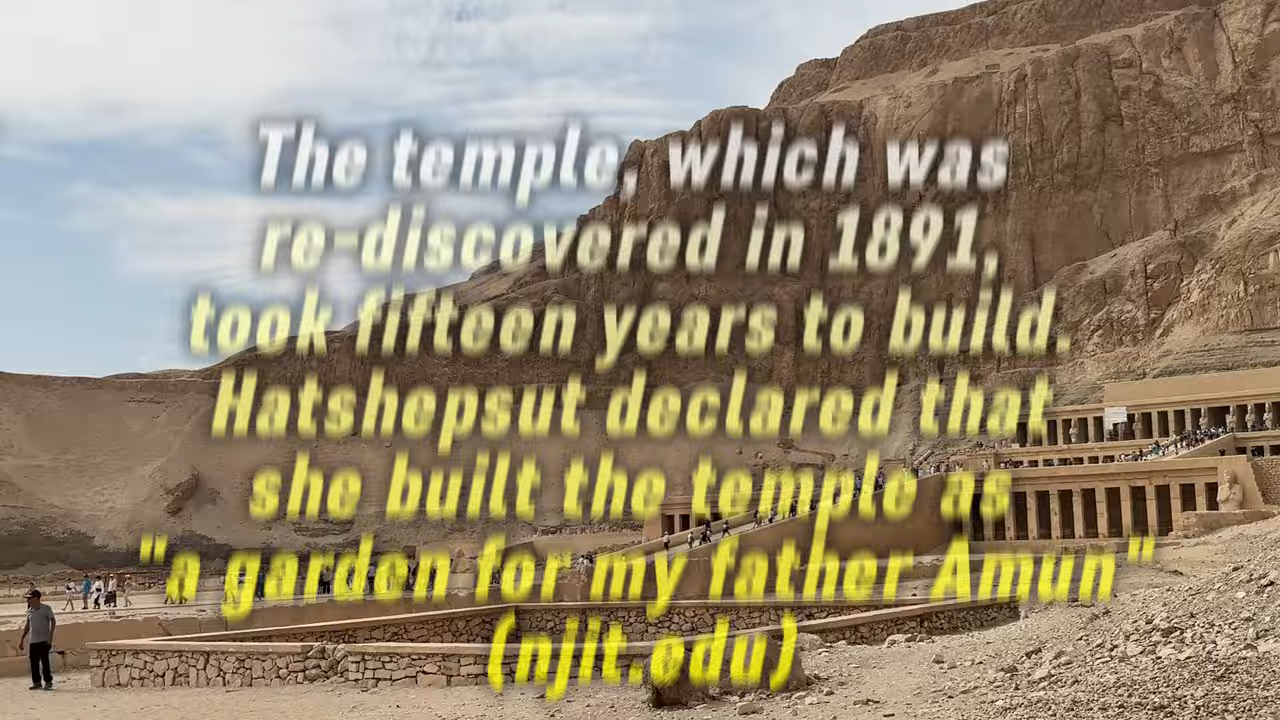 The temple, which was
re-discovered in 1891,
took fifteen years to build.
Hatshepsut declared that
she built the temple as
"a garden for my father Amun"
(njit.edu)